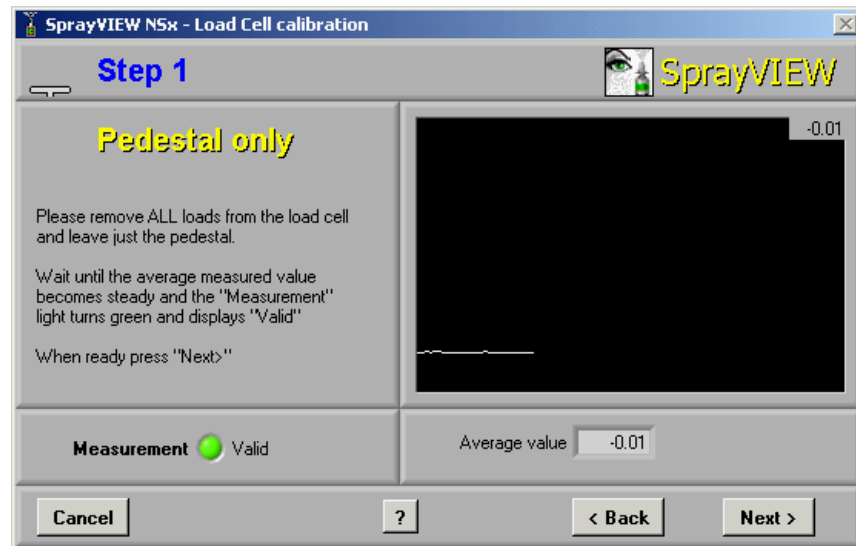 SprayVIEW NSx - Load Cell calibration
Step 1
SprayVIEW
Pedestal only
-0.01
Please remove ALL loads from the load cell
and leave just the pedestal.
Wait until the average measured value
becomes steady and the "Measurement"
light turns green and displays "Valid"
When ready press "Next>"
Measurement Valid
Average value -0.01
Cancel
?
< Back
Next >